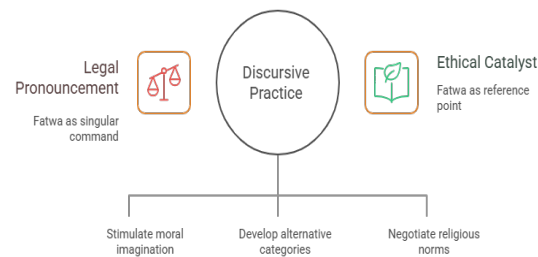 Legal
Pronouncement
Fatwa as singular
command
Discursive
Practice
Ethical Catalyst
Fatwa as reference
point
Stimulate moral
imagination
Develop alternative
categories
Negotiate religious
norms